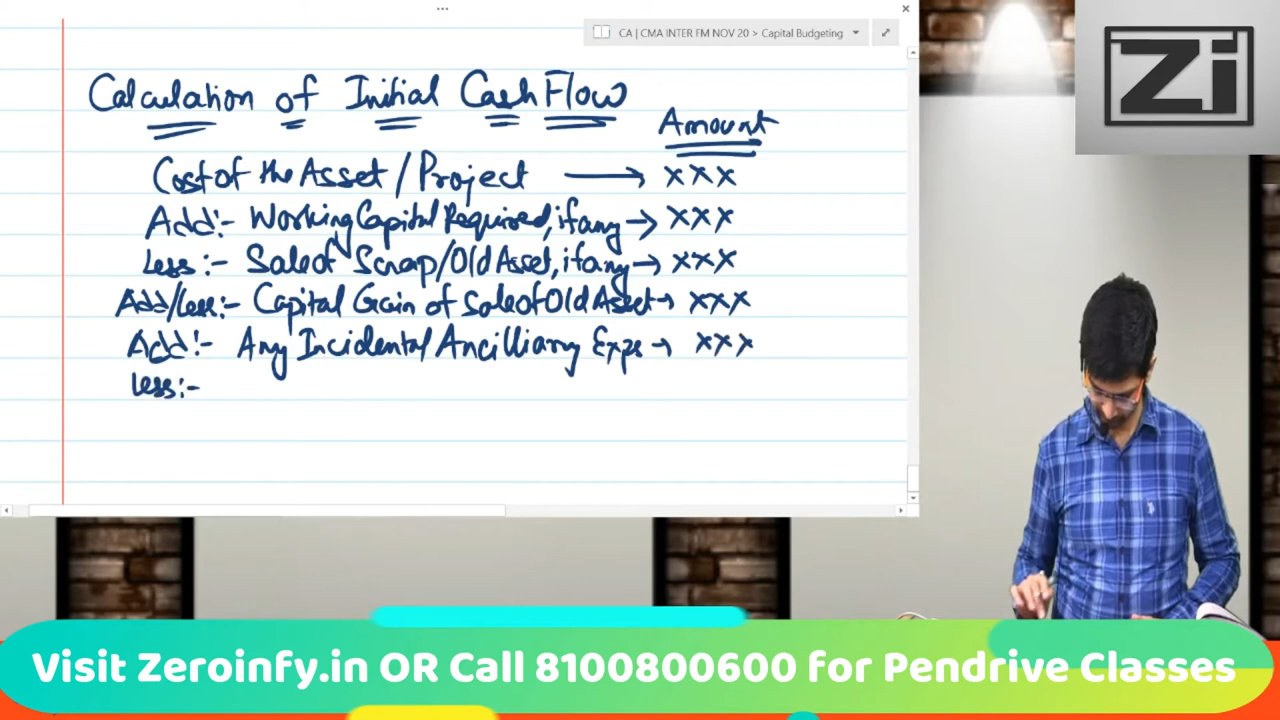 CA | CMA INTER FM NOV 20 > Capital Budgeting
Zi
Calculation of Initial Cash Flow
Amount
Cost of the Asset / Project → xxx
Add:- Working Capital Required, if any → xxx
Less:- Sale of Scrap/Old Asset, if any → xxx
Add/Less:- Capital Gain of Sale of Old Asset → xxx
Add:- Any Incidental Ancilliary Exps → xxx
Less:-
Visit Zeroinfy.in OR Call 8100800600 for Pendrive Classes